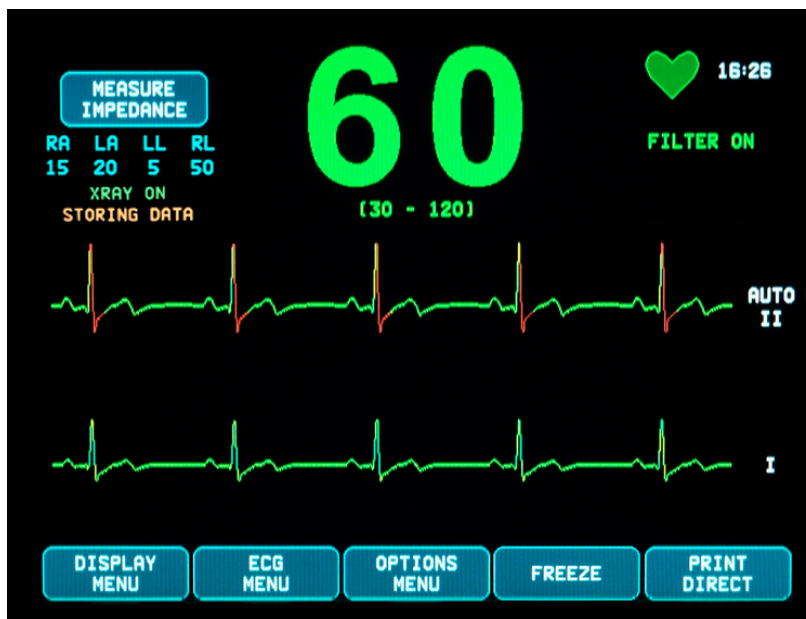 MEASURE
IMPEDANCE
RA LA LL RL
15 20 5 50
XRAY ON
STORING DATA
60
(30 - 120)
16:26
FILTER ON
AUTO
II
I
DISPLAY
MENU
ECG
MENU
OPTIONS
MENU
FREEZE
PRINT
DIRECT